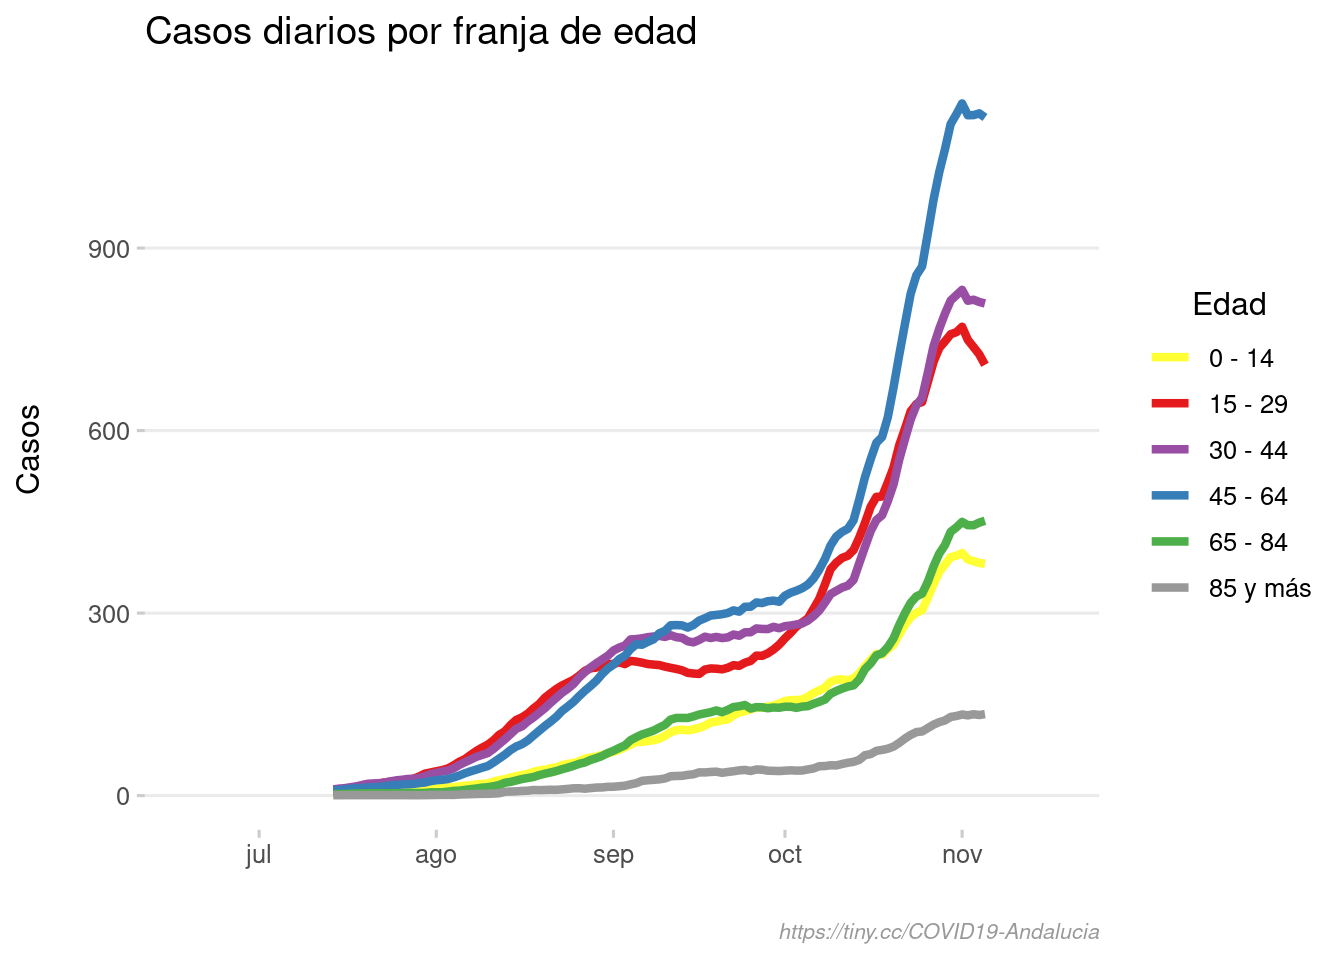 Casos diarios por franja de edad
Casos
900
600
300
0
jul
ago
sep
oct
nov
Edad
0 - 14
15 - 29
30 - 44
45 - 64
65 - 84
85 y más
https://tiny.cc/COVID19-Andalucia